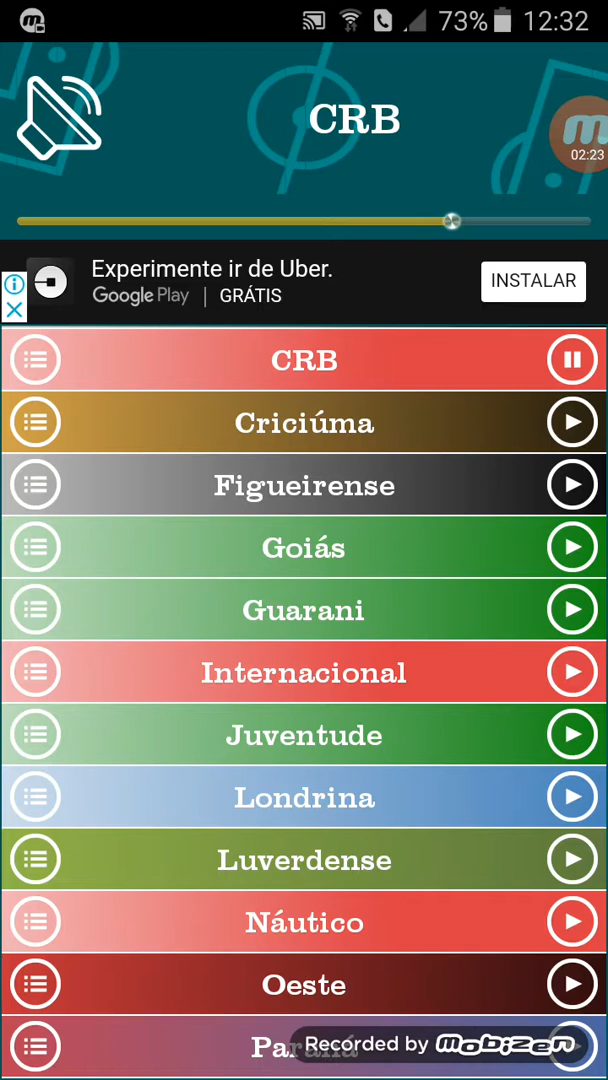 73% 12:32
CRB
02:23
Experimente ir de Uber.
Google Play | GRÁTIS
INSTALAR
CRB
Criciúma
Figueirense
Goiás
Guarani
Internacional
Juventude
Londrina
Luverdense
Náutico
Oeste
Paraná
Recorded by mobizen